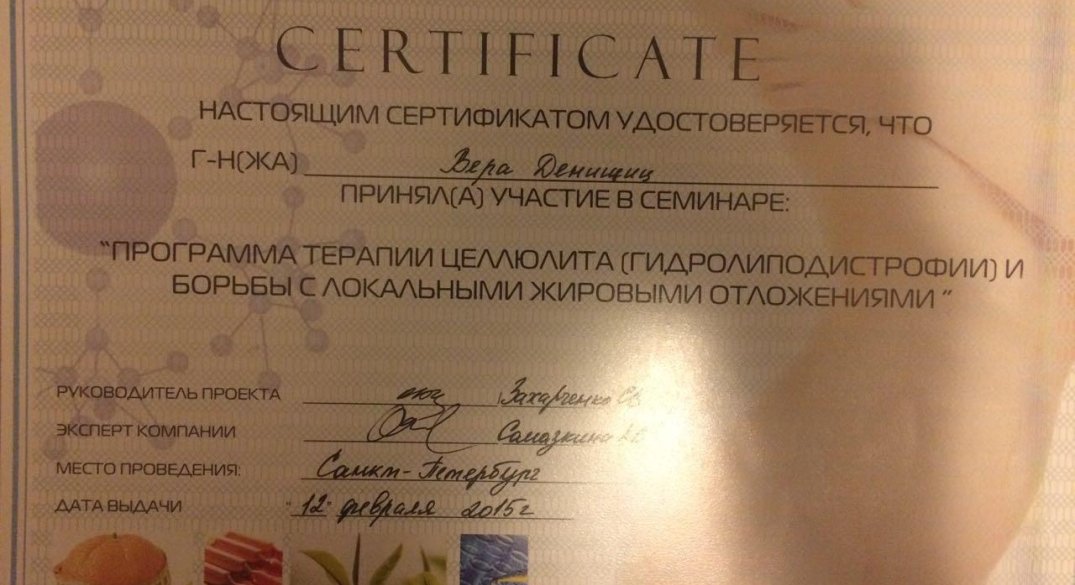 CERTIFICATE
НАСТОЯЩИМ СЕРТИФИКАТОМ УДОСТОВЕРЯЕТСЯ, ЧТО
Г-Н(ЖА) Вера Денищиц
ПРИНЯЛ(А) УЧАСТИЕ В СЕМИНАРЕ:
“ПРОГРАММА ТЕРАПИИ ЦЕЛЛЮЛИТА (ГИДРОЛИПОДИСТРОФИИ) И
БОРЬБЫ С ЛОКАЛЬНЫМИ ЖИРОВЫМИ ОТЛОЖЕНИЯМИ ”
РУКОВОДИТЕЛЬ ПРОЕКТА Захарченко
ЭКСПЕРТ КОМПАНИИ
МЕСТО ПРОВЕДЕНИЯ: Санкт-Петербург
ДАТА ВЫДАЧИ "12" февраля 2015г